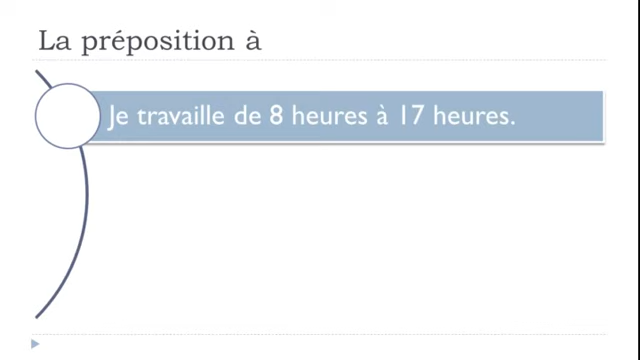 La préposition à
Je travaille de 8 heures à 17 heures.